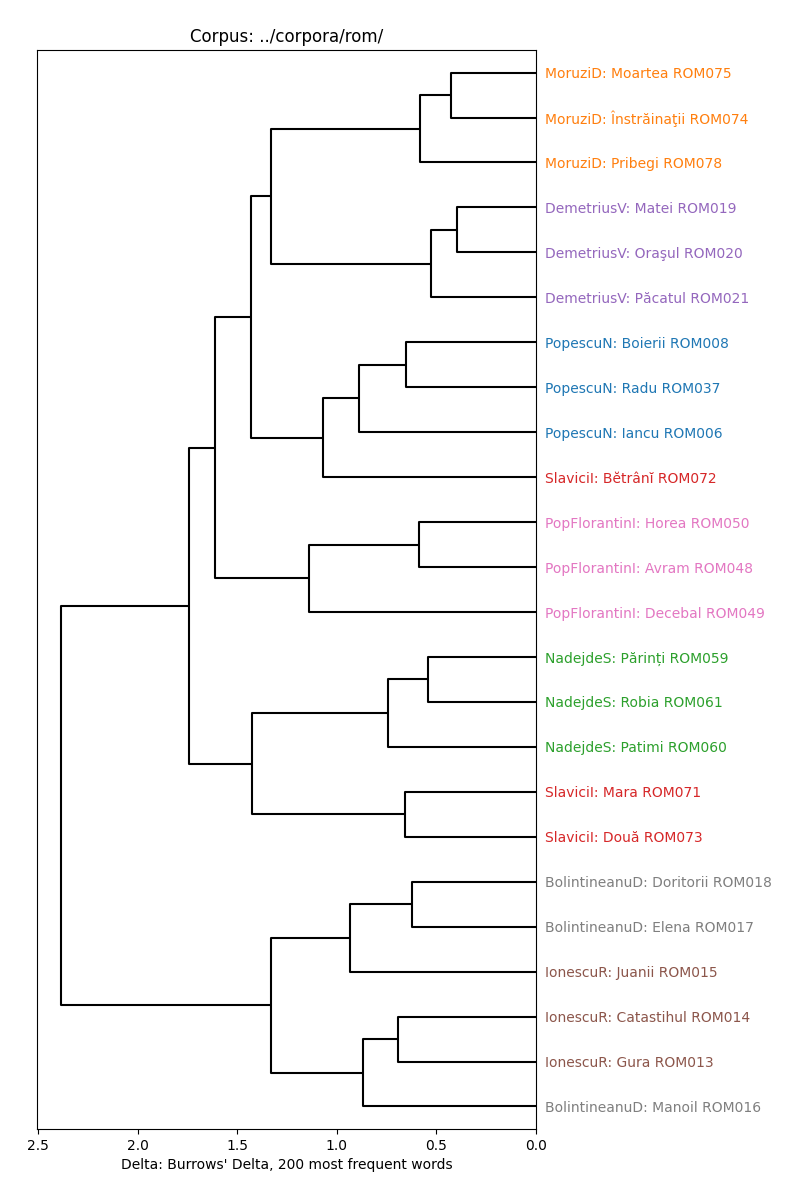 Corpus: ../corpora/rom/
MoruziD: Moartea ROM075
MoruziD: Înstrăinaţii ROM074
MoruziD: Pribegi ROM078
DemetriusV: Matei ROM019
DemetriusV: Oraşul ROM020
DemetriusV: Păcatul ROM021
PopescuN: Boierii ROM008
PopescuN: Radu ROM037
PopescuN: Iancu ROM006
SlaviciI: Bětrânĭ ROM072
PopFlorantinI: Horea ROM050
PopFlorantinI: Avram ROM048
PopFlorantinI: Decebal ROM049
NadejdeS: Părinți ROM059
NadejdeS: Robia ROM061
NadejdeS: Patimi ROM060
SlaviciI: Mara ROM071
SlaviciI: Două ROM073
BolintineanuD: Doritorii ROM018
BolintineanuD: Elena ROM017
IonescuR: Juanii ROM015
IonescuR: Catastihul ROM014
IonescuR: Gura ROM013
BolintineanuD: Manoil ROM016
2.5 2.0 1.5 1.0 0.5 0.0
Delta: Burrows' Delta, 200 most frequent words